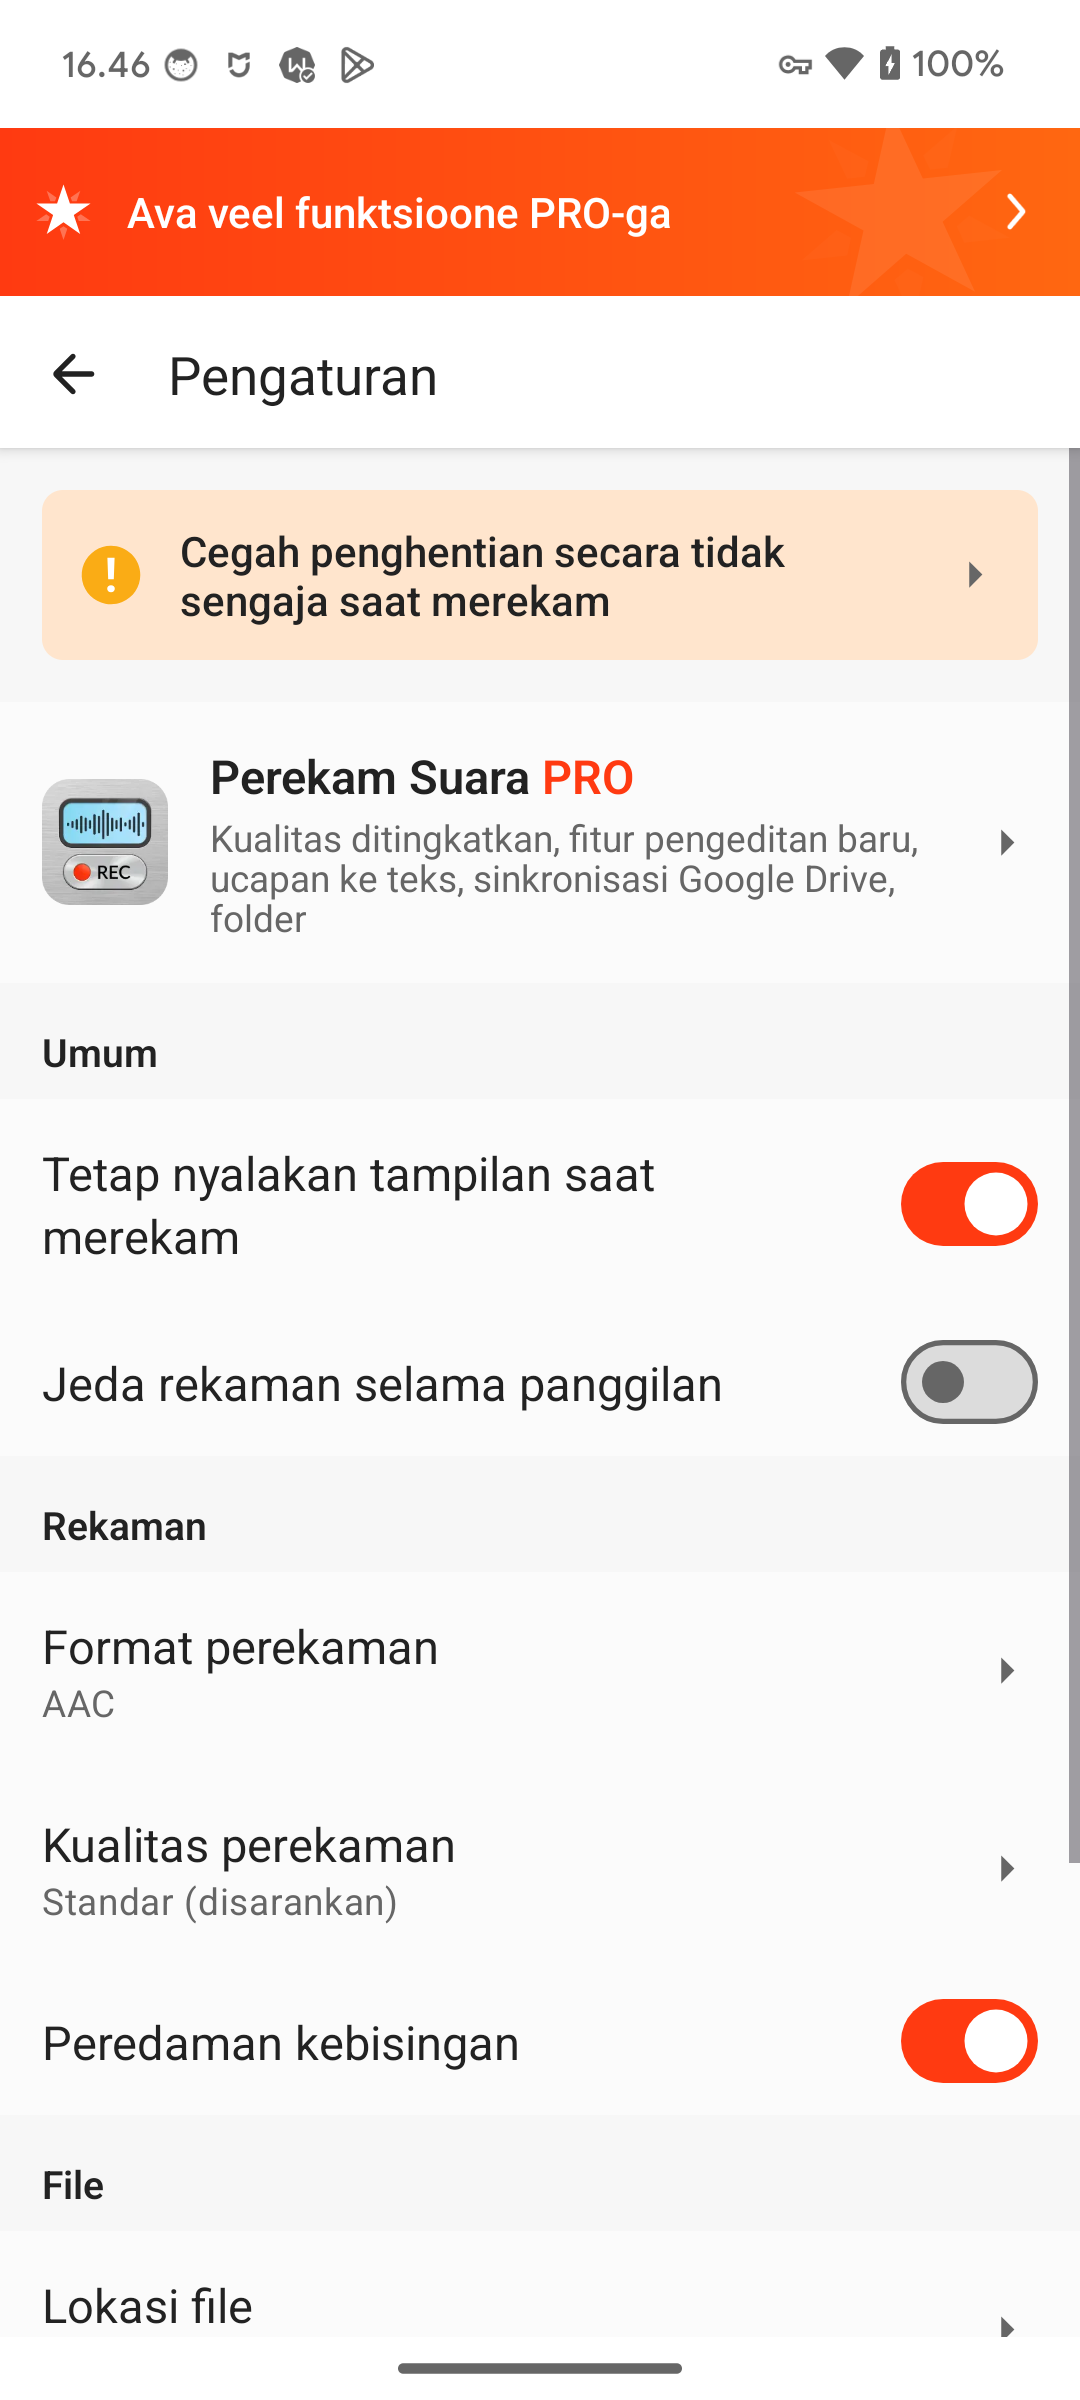 16.46
100%
Ava veel funktsioone PRO-ga
Pengaturan
Cegah penghentian secara tidak
sengaja saat merekam
Perekam Suara PRO
Kualitas ditingkatkan, fitur pengeditan baru,
ucapan ke teks, sinkronisasi Google Drive,
folder
REC
Umum
Tetap nyalakan tampilan saat
merekam
Jeda rekaman selama panggilan
Rekaman
Format perekaman
AAC
Kualitas perekaman
Standar (disarankan)
Peredaman kebisingan
File
Lokasi file